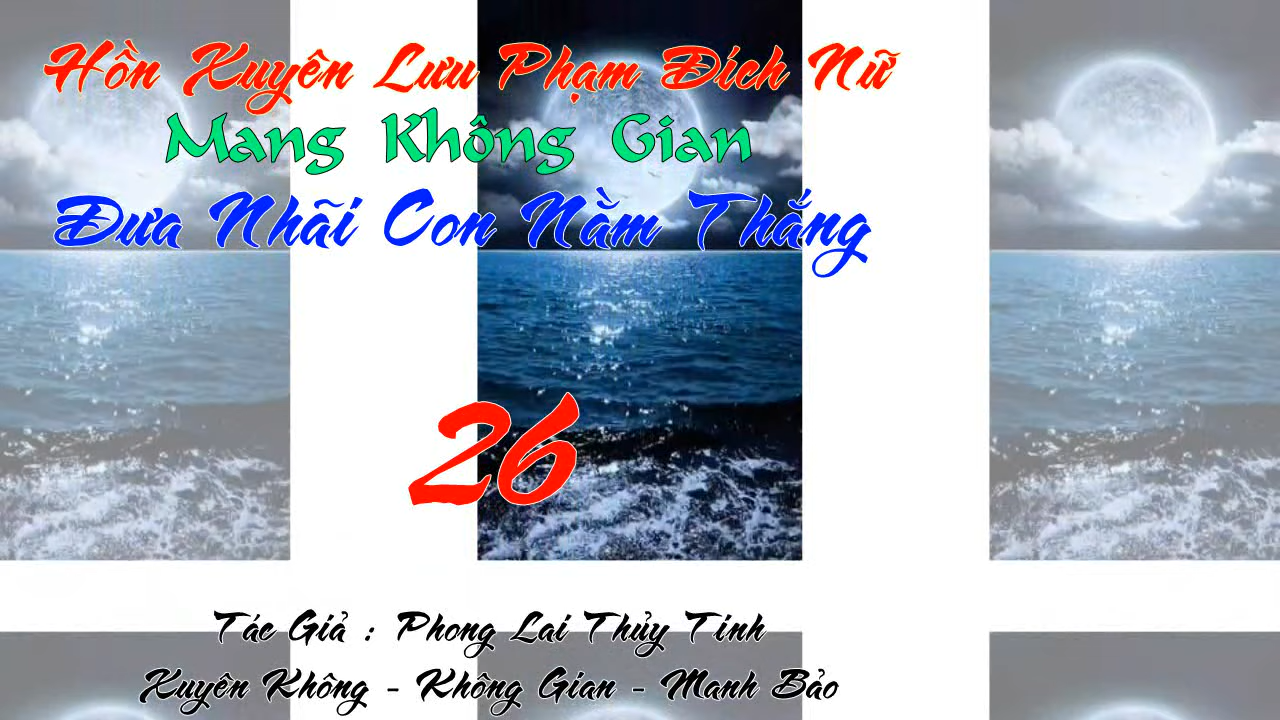 Hồn Xuyên Lưu Phạm Đích Nữ
Mang Không Gian
Đưa Nhãi Con Nằm Thắng
26
Tác Giả : Phong Lai Thủy Tính
Xuyên Không - Không Gian - Manh Bảo